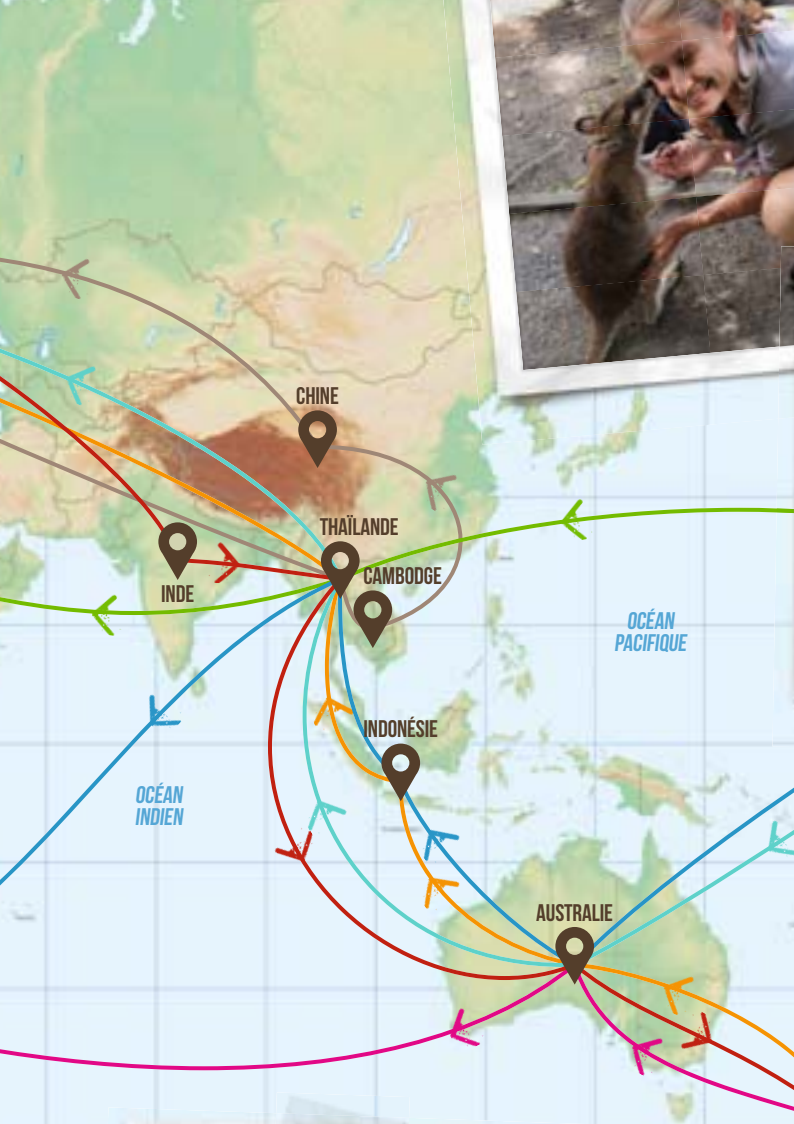 CHINE
THAÏLANDE
CAMBODGE
INDE
OCÉAN
PACIFIQUE
INDONÉSIE
OCÉAN
INDIEN
AUSTRALIE